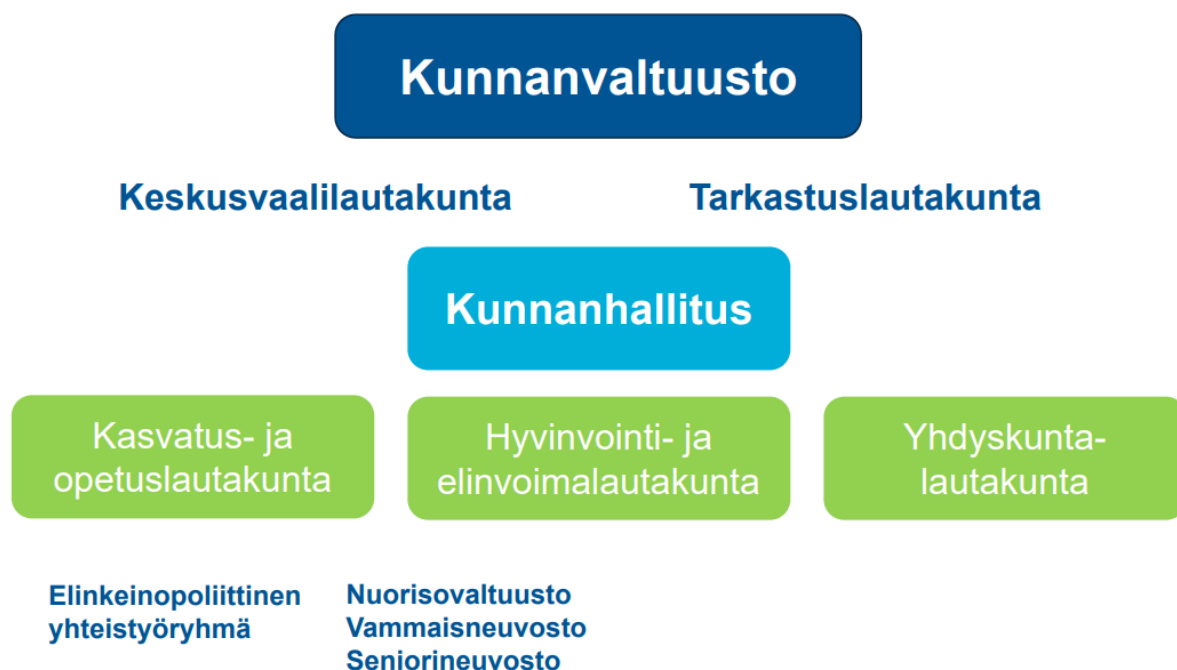 Kunnanvaltuusto
Keskusvaalilautakunta
Tarkastuslautakunta
Kunnanhallitus
Kasvatus- ja
opetuslautakunta
Hyvinvointi- ja
elinvoimalautakunta
Yhdyskunta-
lautakunta
Elinkeinopoliittinen
yhteistyöryhmä
Nuorisovaltuusto
Vammaisneuvosto
Seniorineuvosto